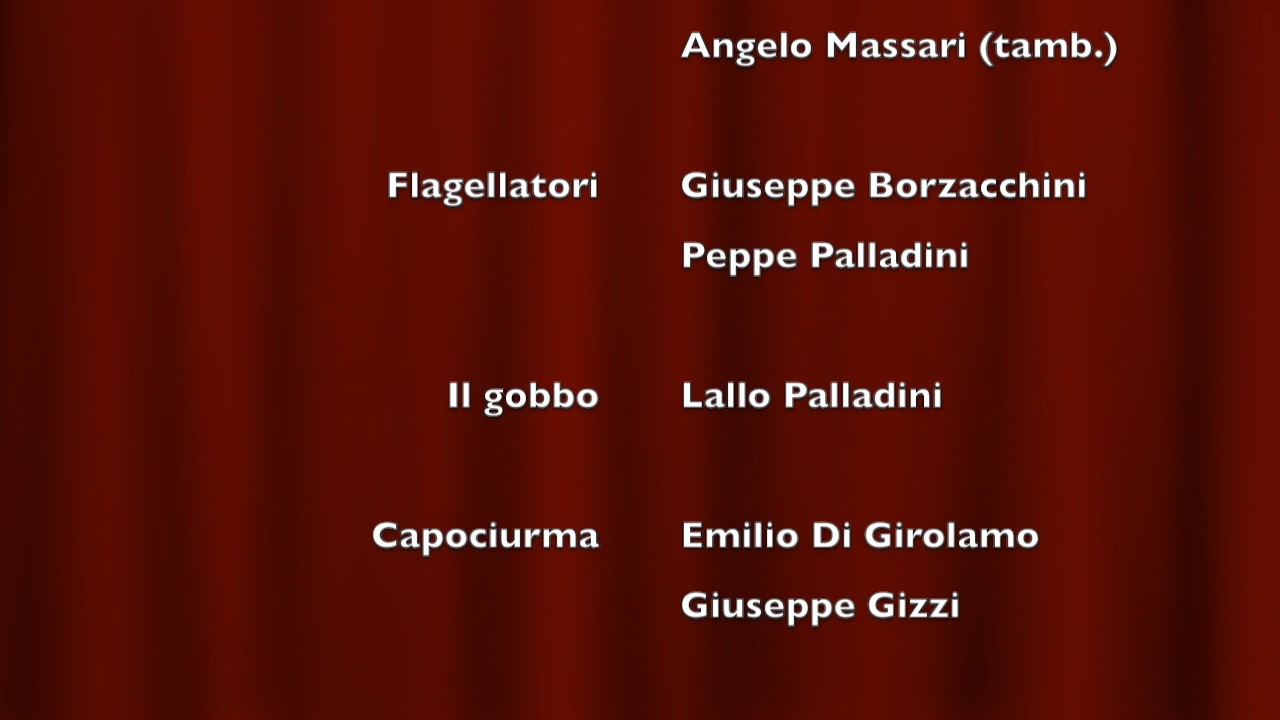 Angelo Massari (tamb.)
Flagellatori Giuseppe Borzacchini
Peppe Palladini
Il gobbo Lallo Palladini
Capociurma Emilio Di Girolamo
Giuseppe Gizzi